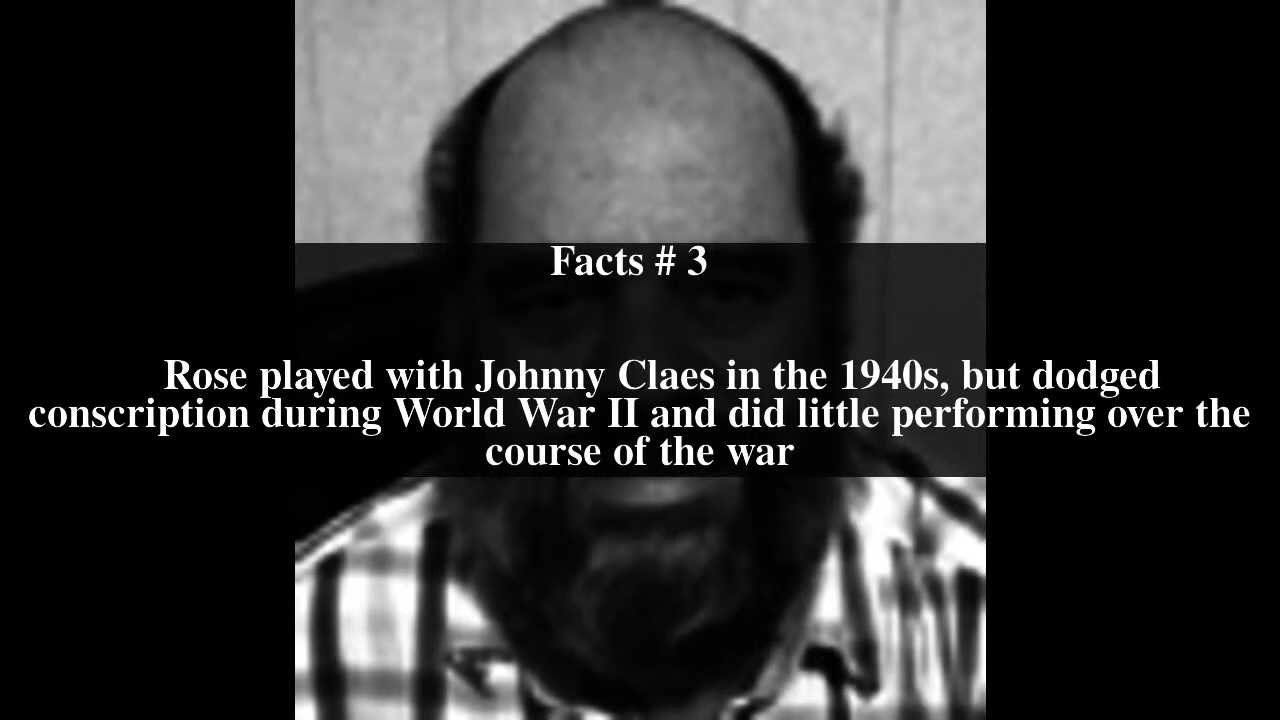 Facts # 3
Rose played with Johnny Claes in the 1940s, but dodged
conscription during World War II and did little performing over the
course of the war